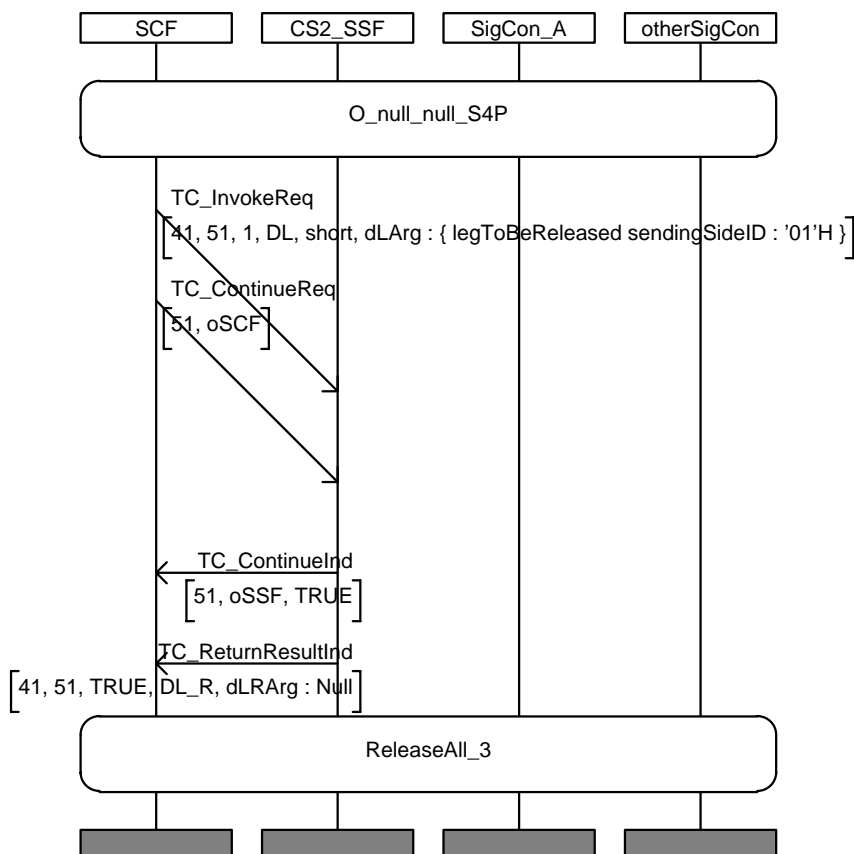 SCF CS2_SSF SigCon_A otherSigCon
O_null_null_S4P
TC_InvokeReq
41, 51, 1, DL, short, dLArg : { legToBeReleased sendingSideID : '01'H }
TC_ContinueReq
51, oSCF
TC_ContinueInd
51, oSSF, TRUE
TC_ReturnResultInd
41, 51, TRUE, DL_R, dLRArg : Null
ReleaseAll_3